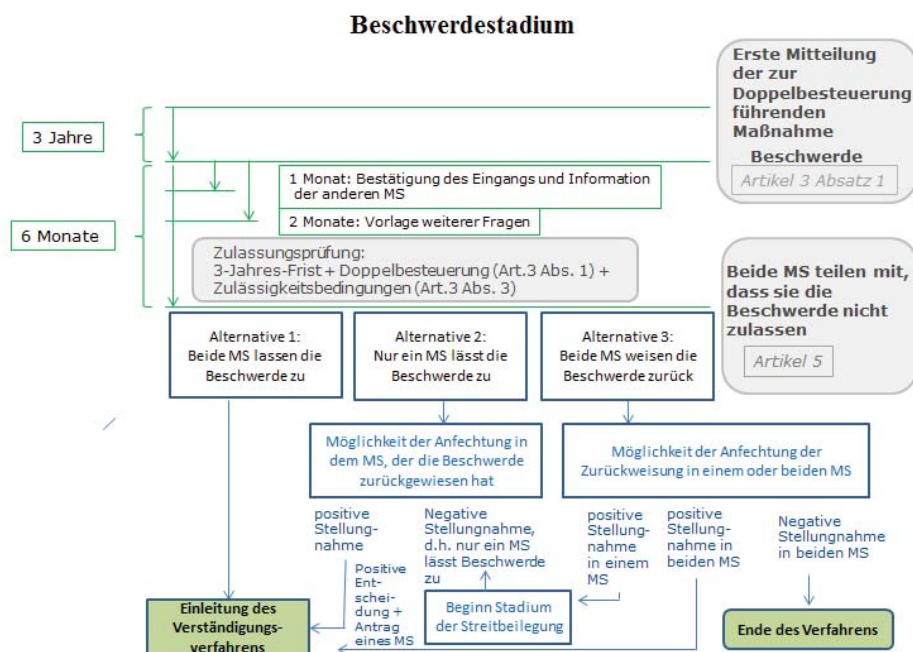 Beschwerdestadium
Erste Mitteilung
der zur
Doppelbesteuerung
führenden
Maßnahme
Beschwerde
Artikel 3 Absatz 1
3 Jahre
6 Monate
1 Monat: Bestätigung des Eingangs und Information
der anderen MS
2 Monate: Vorlage weiterer Fragen
Zulassungsprüfung:
3-Jahres-Frist + Doppelbesteuerung (Art.3 Abs. 1) +
Zulässigkeitsbedingungen (Art.3 Abs. 3)
Beide MS teilen mit,
dass sie die
Beschwerde nicht
zulassen
Artikel 5
Alternative 1:
Beide MS lassen die
Beschwerde zu
Alternative 2:
Nur ein MS lässt die
Beschwerde zu
Alternative 3:
Beide MS weisen die
Beschwerde zurück
Möglichkeit der Anfechtung in
dem MS, der die Beschwerde
zurückgewiesen hat
Möglichkeit der Anfechtung der
Zurückweisung in einem oder beiden MS
positive
Stellung-
nahme
Negative
Stellungnahme,
d.h. nur ein MS
lässt Beschwerde
zu
positive
Stellung-
nahme
in einem
MS
positive
Stellung-
nahme in
beiden MS
Negative
Stellungnahme
in beiden MS
Positive
Ent-
scheidung +
Antrag
eines MS
Einleitung des
Verständigungs-
verfahrens
Beginn Stadium
der Streitbeilegung
Ende des Verfahrens